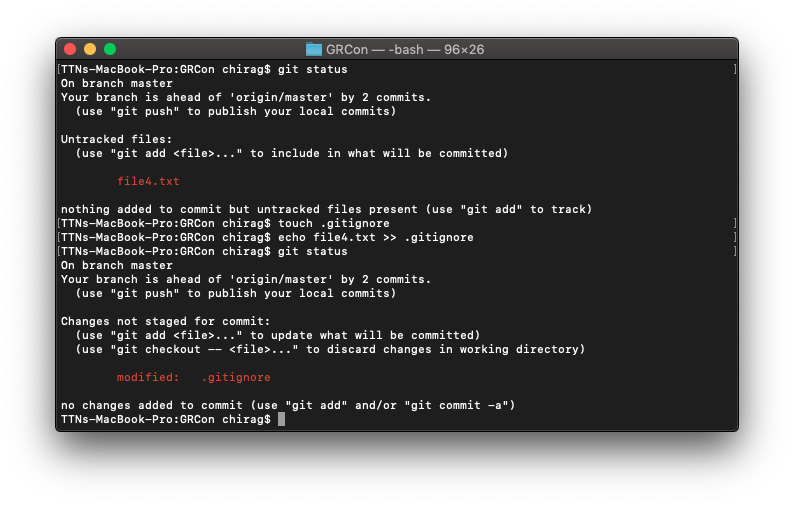 GRCon — -bash — 96×26
[TTNs-MacBook-Pro:GRCon chirag$ git status ]
On branch master
Your branch is ahead of 'origin/master' by 2 commits.
  (use "git push" to publish your local commits)
Untracked files:
  (use "git add <file>..." to include in what will be committed)
        file4.txt
nothing added to commit but untracked files present (use "git add" to track)
[TTNs-MacBook-Pro:GRCon chirag$ touch .gitignore ]
[TTNs-MacBook-Pro:GRCon chirag$ echo file4.txt >> .gitignore ]
[TTNs-MacBook-Pro:GRCon chirag$ git status ]
On branch master
Your branch is ahead of 'origin/master' by 2 commits.
  (use "git push" to publish your local commits)
Changes not staged for commit:
  (use "git add <file>..." to update what will be committed)
  (use "git checkout -- <file>..." to discard changes in working directory)
        modified:   .gitignore
no changes added to commit (use "git add" and/or "git commit -a")
TTNs-MacBook-Pro:GRCon chirag$